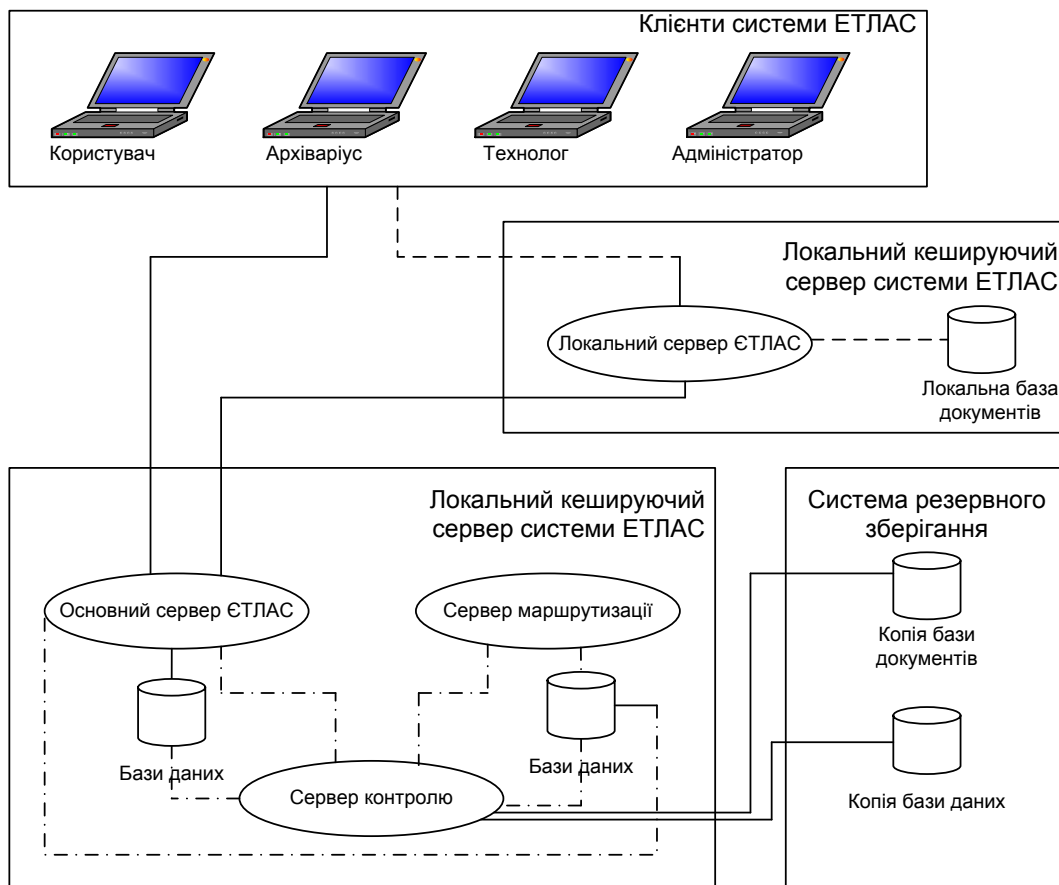 Клієнти системи ЕТЛАС
Користувач
Архіваріус
Технолог
Адміністратор
Локальний кешируючий
сервер системи ЕТЛАС
Локальний сервер ЄТЛАС
Локальна база
документів
Локальний кешируючий
сервер системи ЕТЛАС
Основний сервер ЄТЛАС
Сервер маршрутизації
Бази даних
Бази даних
Сервер контролю
Система резервного
зберігання
Копія бази
документів
Копія бази даних